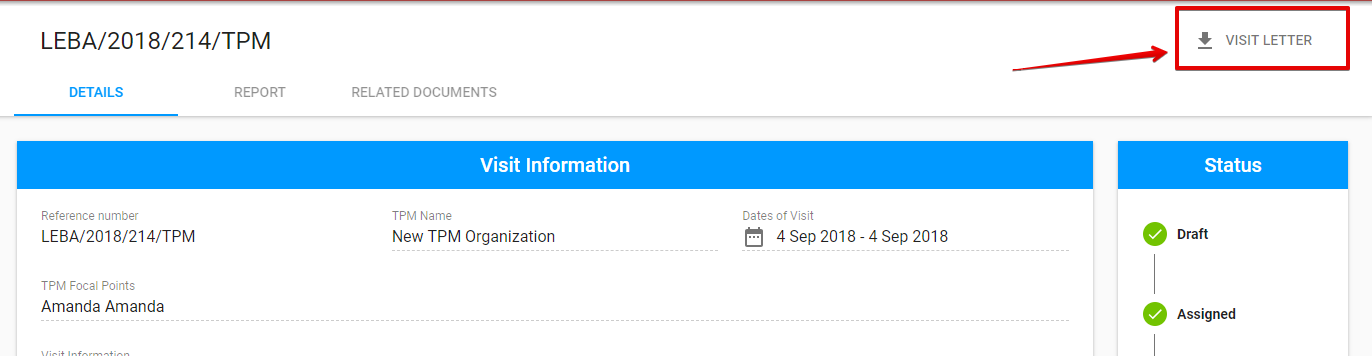 LEBA/2018/214/TPM
VISIT LETTER
DETAILS
REPORT
RELATED DOCUMENTS
Visit Information
Status
Reference number
TPM Name
Dates of Visit
LEBA/2018/214/TPM
New TPM Organization
4 Sep 2018 - 4 Sep 2018
Draft
TPM Focal Points
Amanda Amanda
Assigned
Visit Information